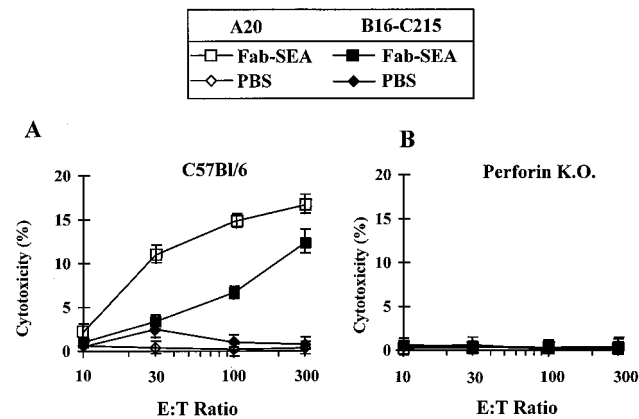 A20 B16-C215
Fab-SEA Fab-SEA
PBS PBS
A
C57Bl/6
20
15
10
5
0
Cytotoxicity (%)
10 30 100 300
E:T Ratio
B
Perforin K.O.
20
15
10
5
0
Cytotoxicity (%)
10 30 100 300
E:T Ratio